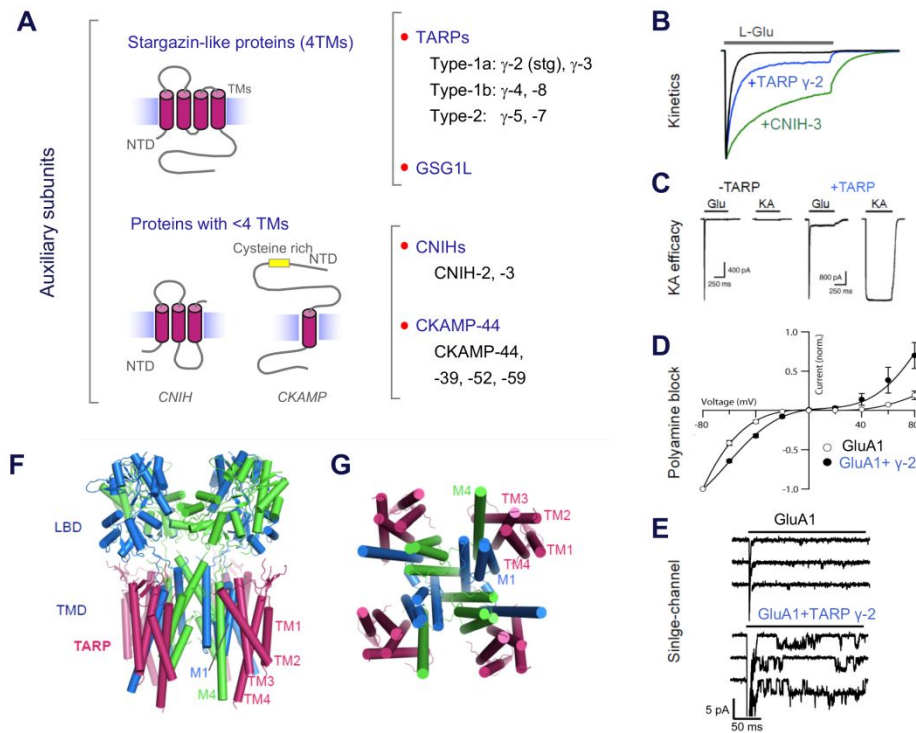 A
Auxiliary subunits
Stargazin-like proteins (4TMs)
TMs
NTD
TARPs
Type-1a: γ-2 (stg), γ-3
Type-1b: γ-4, -8
Type-2: γ-5, -7
GSG1L
Proteins with <4 TMs
Cysteine rich
NTD
NTD
CNIH
CKAMP
CNIHs
CNIH-2, -3
CKAMP-44
CKAMP-44,
-39, -52, -59
B
Kinetics
L-Glu
+TARP γ-2
+CNIH-3
C
KA efficacy
-TARP
+TARP
Glu
KA
Glu
KA
400 pA
250 ms
800 pA
250 ms
D
Polyamine block
Current (norm.)
Voltage (mV)
1.0
0.5
-80
40
80
-0.5
-1.0
GluA1
GluA1+ γ-2
E
Sinlge-channel
GluA1
GluA1+TARP γ-2
5 pA
50 ms
F
LBD
TMD
TARP
M1
M4
TM1
TM2
TM3
TM4
G
M4
TM3
TM2
TM1
TM4
M1